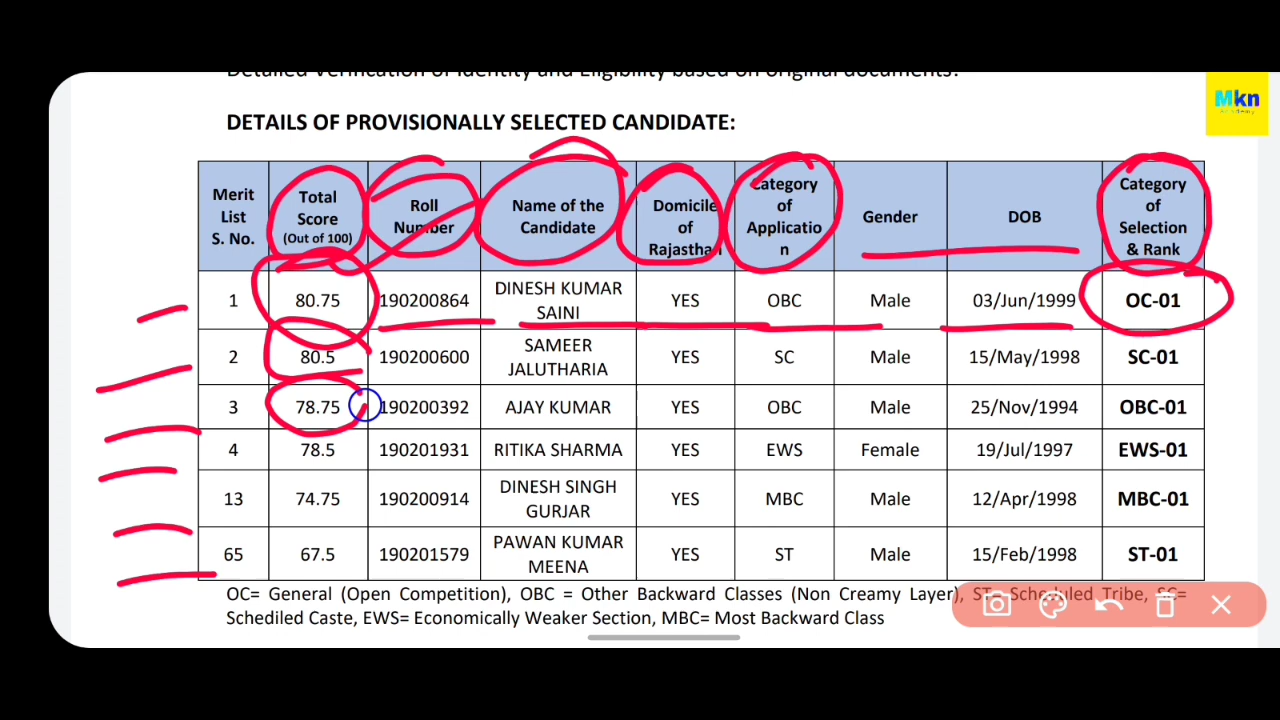 Detailed Verification of Identity and Eligibility based on original documents.
Mkn
Academy
DETAILS OF PROVISIONALLY SELECTED CANDIDATE:
Merit List S. No. Total Score (Out of 100) Roll Number Name of the Candidate Domicile of Rajasthan Category of Applicatio n Gender DOB Category of Selection & Rank
1 80.75 190200864 DINESH KUMAR SAINI YES OBC Male 03/Jun/1999 OC-01
2 80.5 190200600 SAMEER JALUTHARIA YES SC Male 15/May/1998 SC-01
3 78.75 190200392 AJAY KUMAR YES OBC Male 25/Nov/1994 OBC-01
4 78.5 190201931 RITIKA SHARMA YES EWS Female 19/Jul/1997 EWS-01
13 74.75 190200914 DINESH SINGH GURJAR YES MBC Male 12/Apr/1998 MBC-01
65 67.5 190201579 PAWAN KUMAR MEENA YES ST Male 15/Feb/1998 ST-01
OC= General (Open Competition), OBC = Other Backward Classes (Non Creamy Layer), ST= Scheduled Tribe, SC=
Schediled Caste, EWS= Economically Weaker Section, MBC= Most Backward Class